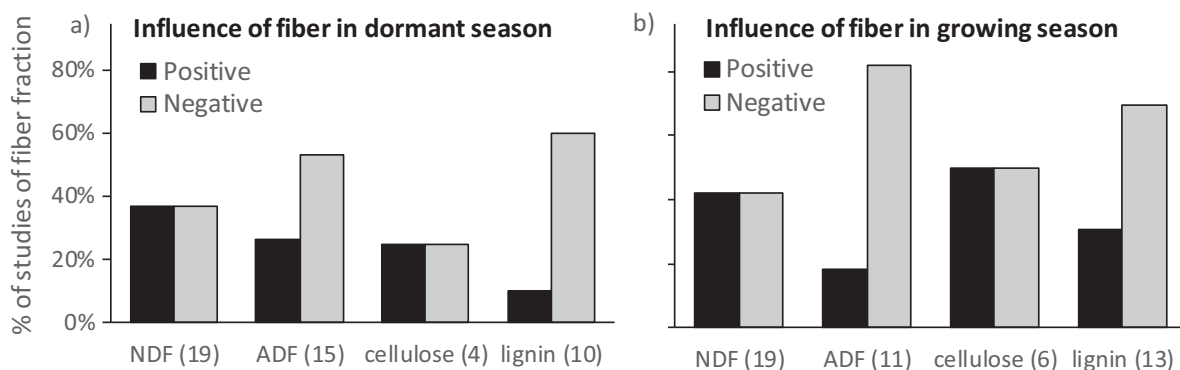 a)
Influence of fiber in dormant season
Positive
Negative
% of studies of fiber fraction
80%
60%
40%
20%
0%
NDF (19) ADF (15) cellulose (4) lignin (10)
b)
Influence of fiber in growing season
Positive
Negative
NDF (19) ADF (11) cellulose (6) lignin (13)